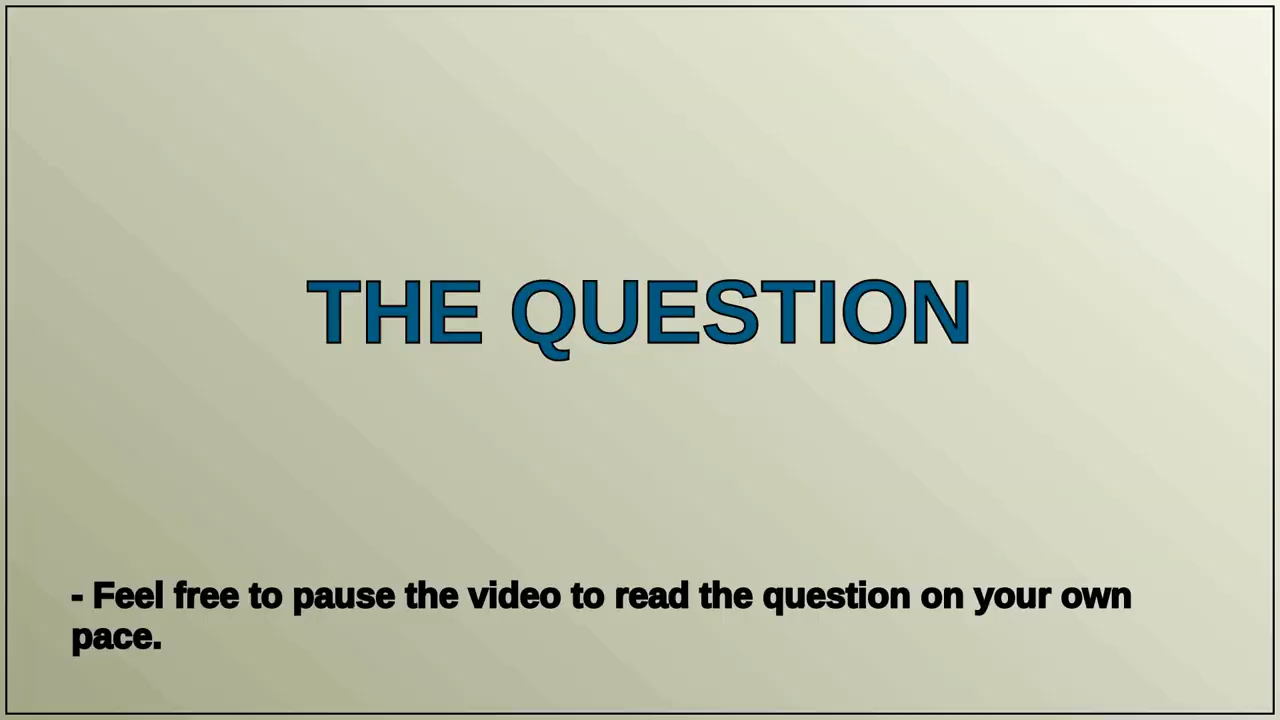 THE QUESTION
- Feel free to pause the video to read the question on your own
pace.